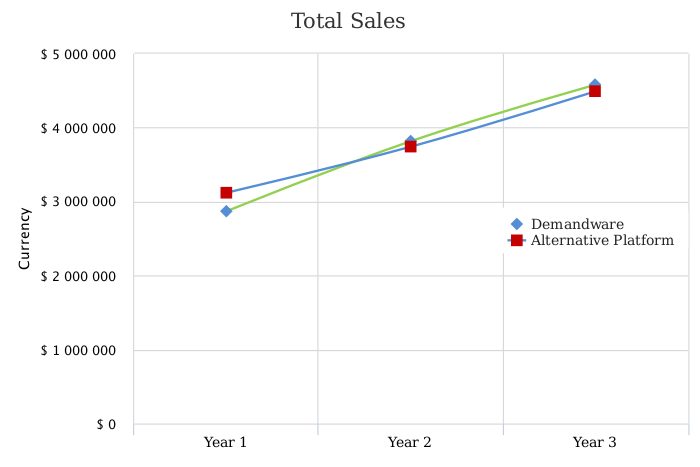 Total Sales
$ 5 000 000
$ 4 000 000
$ 3 000 000
$ 2 000 000
$ 1 000 000
$ 0
Currency
Demandware
Alternative Platform
Year 1
Year 2
Year 3